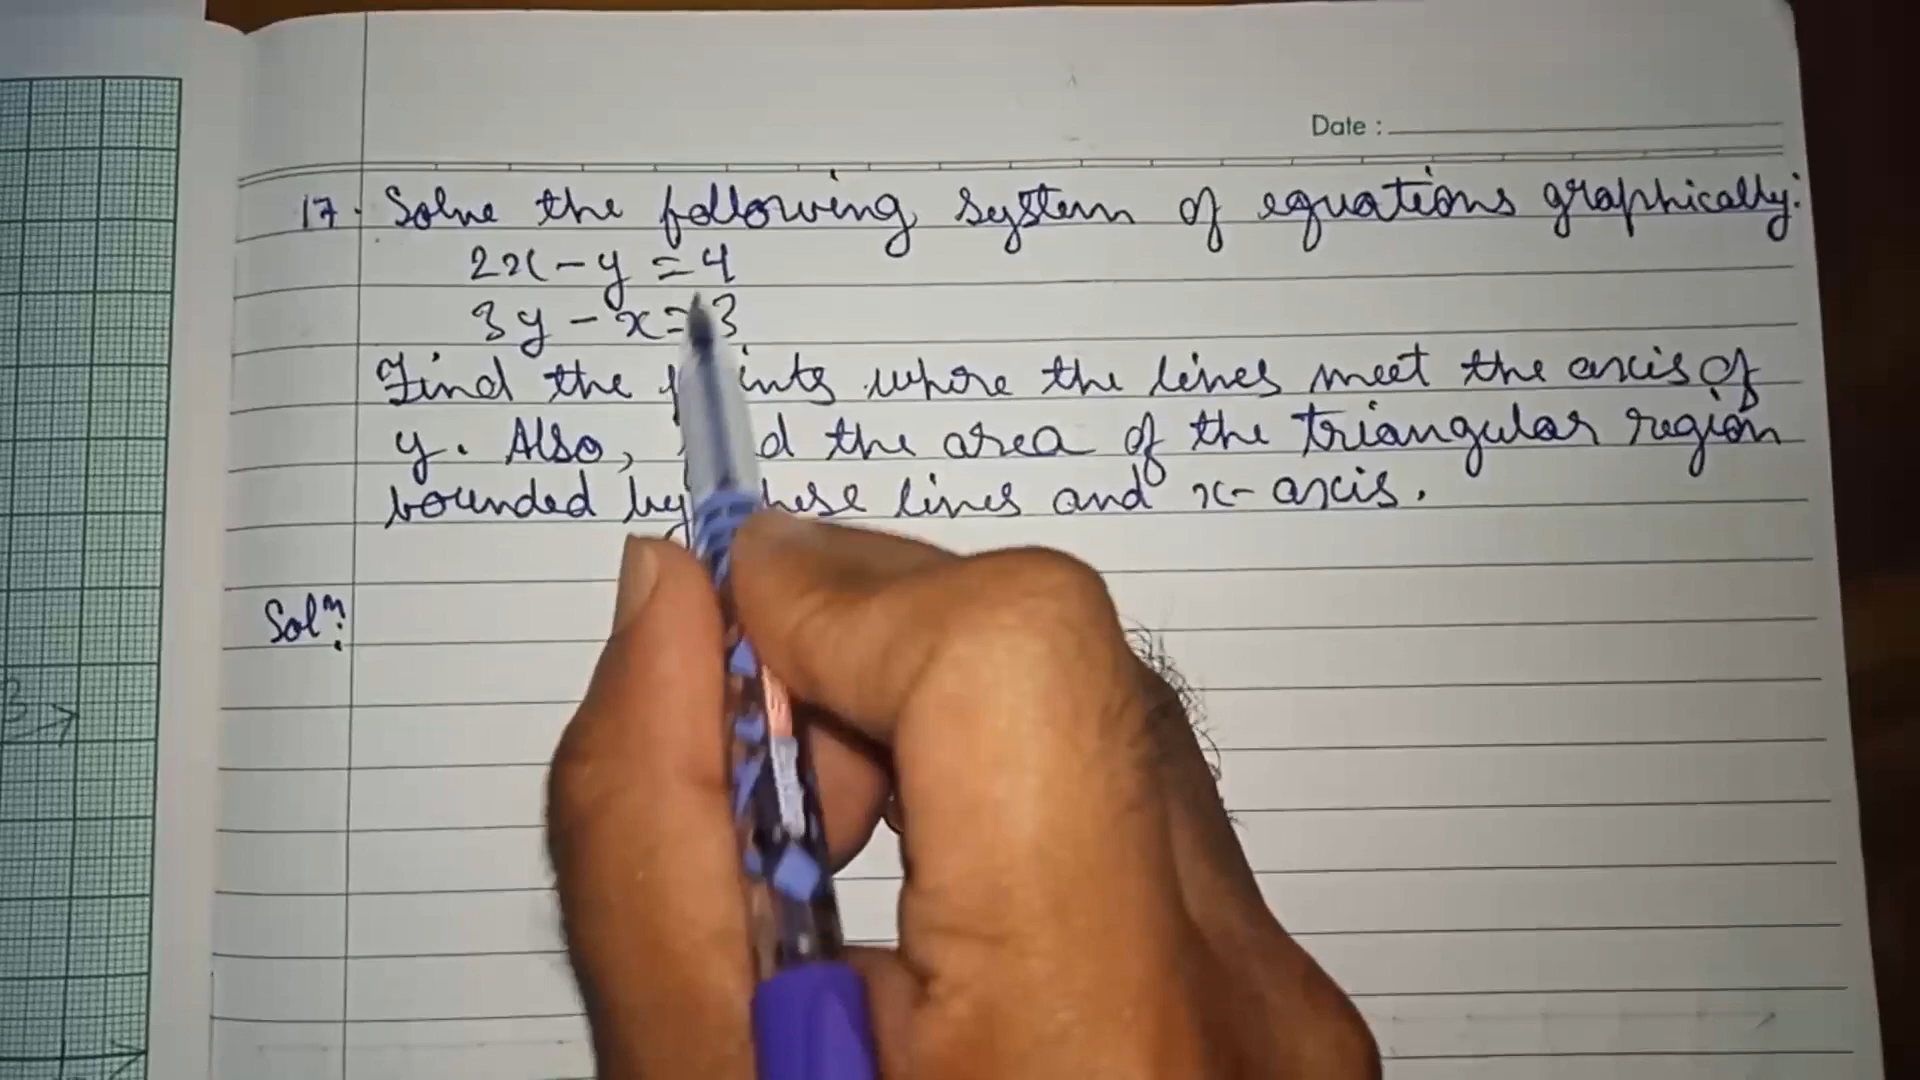 Date :
17. Solve the following system of equations graphically:
2x - y = 4
3y - x = 3
Find the ints where the lines meet the axis of
y. Also, d the area of the triangular region
bounded by hese lines and x-axis.
Solⁿ:
3